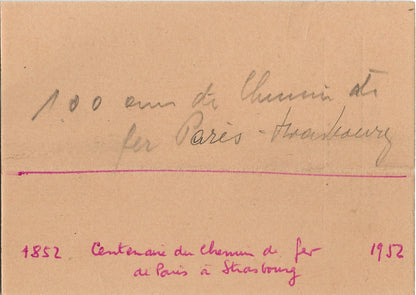 100 ans de Chemin de
fer Paris-Strasbourg
1852 Centenaire du Chemin de fer 1952
de Paris à Strasbourg